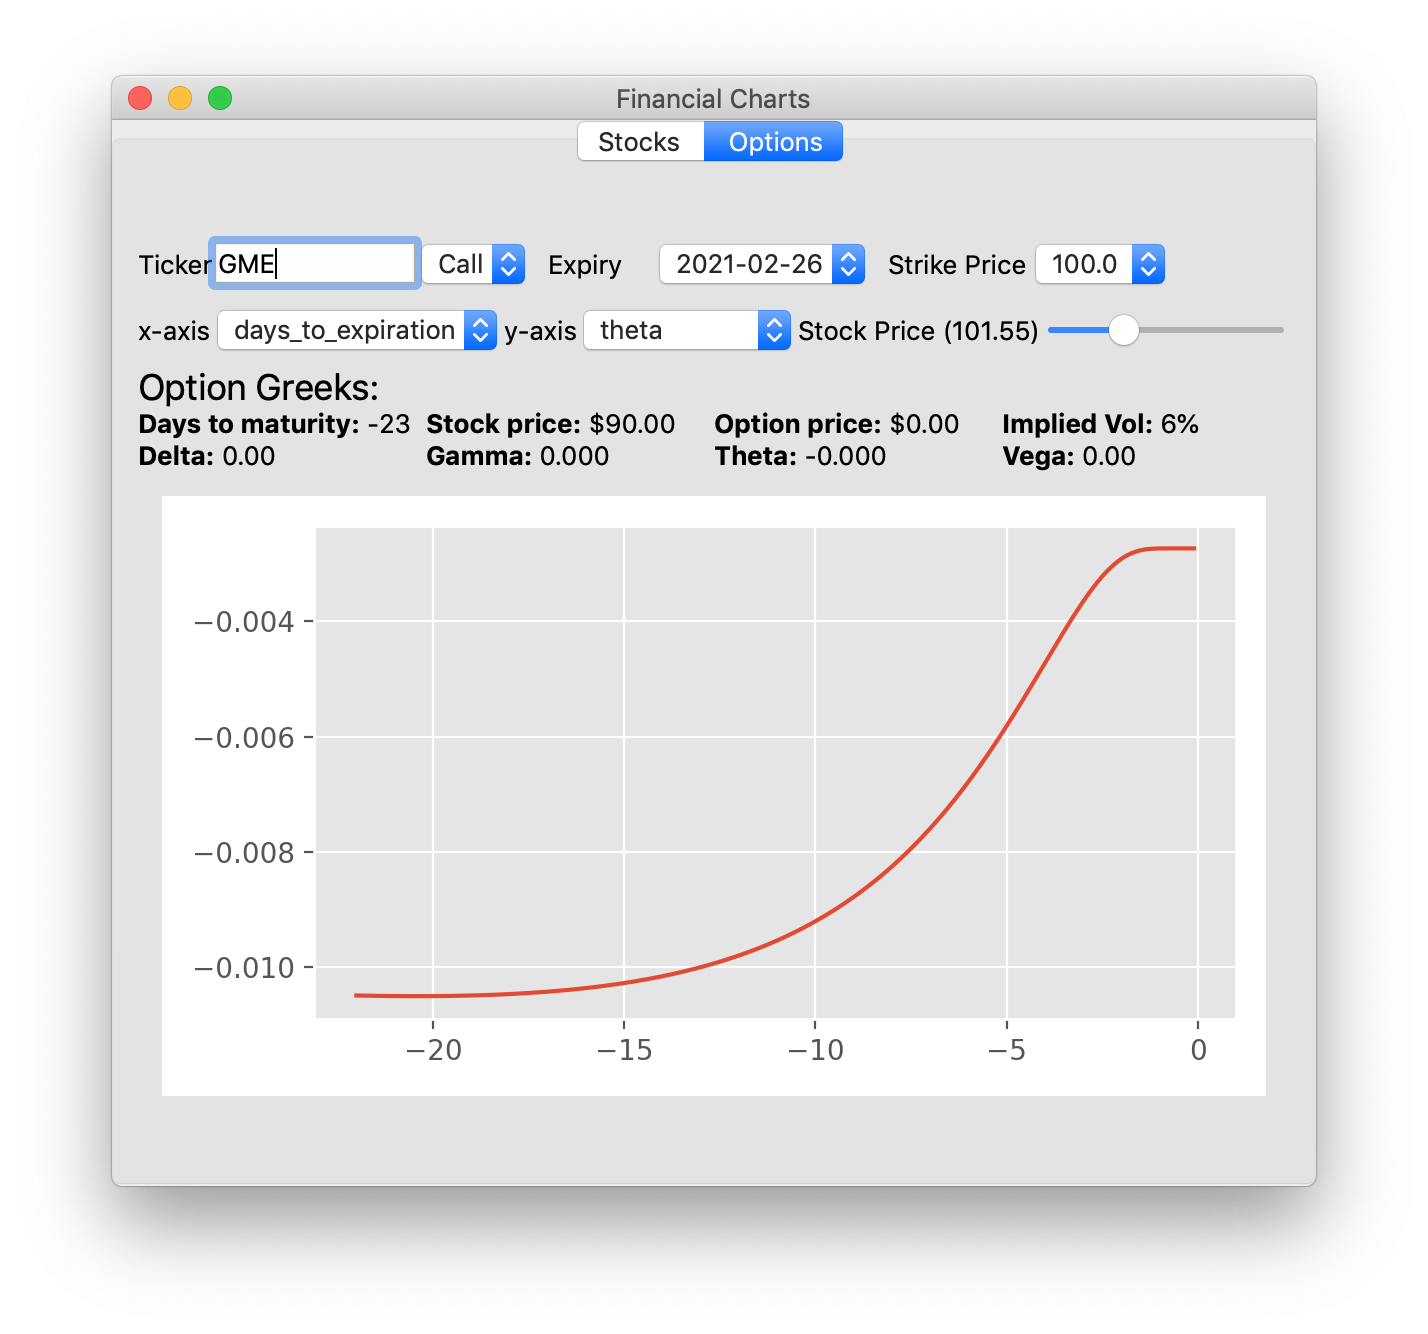 Financial Charts
Stocks Options
Ticker GME Call Expiry 2021-02-26 Strike Price 100.0
x-axis days_to_expiration y-axis theta Stock Price (101.55)
Option Greeks:
Days to maturity: -23 Stock price: $90.00 Option price: $0.00 Implied Vol: 6%
Delta: 0.00 Gamma: 0.000 Theta: -0.000 Vega: 0.00
−0.004
−0.006
−0.008
−0.010
−20 −15 −10 −5 0